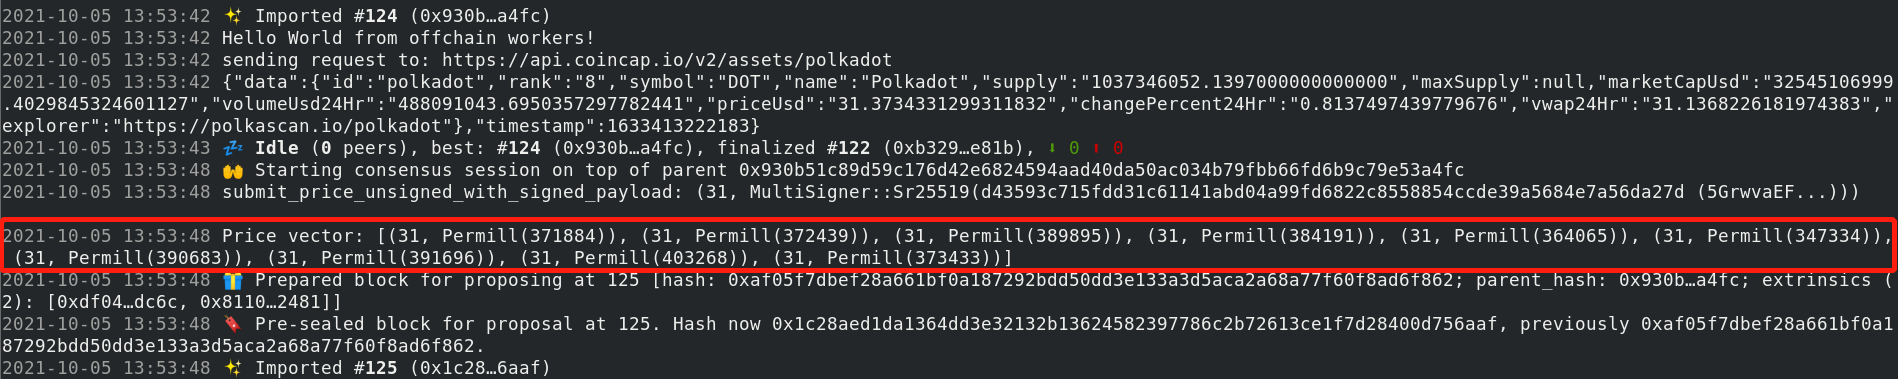 2021-10-05 13:53:42 ✨ Imported #124 (0x930b…a4fc)
2021-10-05 13:53:42 Hello World from offchain workers!
2021-10-05 13:53:42 sending request to: https://api.coincap.io/v2/assets/polkadot
2021-10-05 13:53:42 {"data":{"id":"polkadot","rank":"8","symbol":"DOT","name":"Polkadot","supply":"1037346052.1397000000000000","maxSupply":null,"marketCapUsd":"32545106999
.4029845324601127","volumeUsd24Hr":"488091043.6950357297782441","priceUsd":"31.3734331299311832","changePercent24Hr":"0.8137497439779676","vwap24Hr":"31.1368226181974383","
explorer":"https://polkascan.io/polkadot"},"timestamp":1633413222183}
2021-10-05 13:53:43 💤 Idle (0 peers), best: #124 (0x930b…a4fc), finalized #122 (0xb329…e81b), ⬇ 0 ⬆ 0
2021-10-05 13:53:48 🙌 Starting consensus session on top of parent 0x930b51c89d59c176d42e6824594aad40da50ac034b79fbb66fd6b9c79e53a4fc
2021-10-05 13:53:48 submit_price_unsigned_with_signed_payload: (31, MultiSigner::Sr25519(d43593c715fdd31c61141abd04a99fd6822c8558854ccde39a5684e7a56da27d (5GrwvaEF...)))
2021-10-05 13:53:48 Price vector: [(31, Permill(371884)), (31, Permill(372439)), (31, Permill(389895)), (31, Permill(384191)), (31, Permill(364065)), (31, Permill(347334)),
(31, Permill(390683)), (31, Permill(391696)), (31, Permill(403268)), (31, Permill(373433))]
2021-10-05 13:53:48 🎁 Prepared block for proposing at 125 [hash: 0xaf05f7dbef28a661bf0a187292bdd50dd3e133a3d5aca2a68a77f60f8ad6f862; parent_hash: 0x930b…a4fc; extrinsics (
2): [0xdf04…dc6c, 0x8110…2481]]
2021-10-05 13:53:48 🔖 Pre-sealed block for proposal at 125. Hash now 0x1c28aed1da1364dd3e32132b13624582397786c2b72613ce1f7d28400d756aaf, previously 0xaf05f7dbef28a661bf0a1
87292bdd50dd3e133a3d5aca2a68a77f60f8ad6f862.
2021-10-05 13:53:48 ✨ Imported #125 (0x1c28…6aaf)